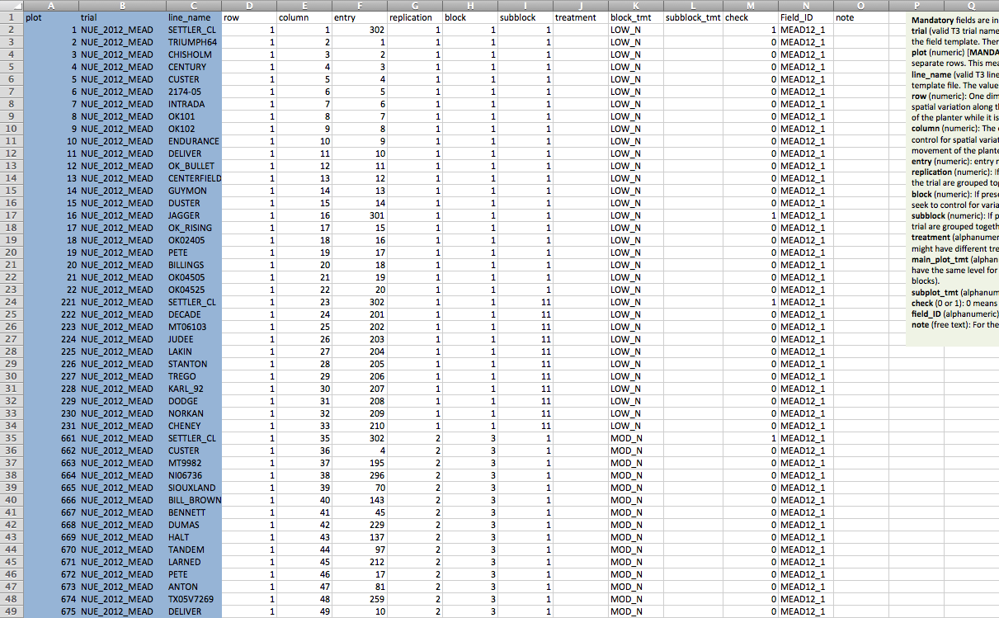 A B C D E F G H I J K L M N O P Q
1 plot trial line_name row column entry replication block subblock treatment block_tmt subblock_tmt check Field_ID note
2 1 NUE_2012_MEAD SETTLER_CL 1 1 302 1 1 1 LOW_N 1 MEAD12_1
3 2 NUE_2012_MEAD TRIUMPH64 1 2 1 1 1 1 LOW_N 0 MEAD12_1
4 3 NUE_2012_MEAD CHISHOLM 1 3 2 1 1 1 LOW_N 0 MEAD12_1
5 4 NUE_2012_MEAD CENTURY 1 4 3 1 1 1 LOW_N 0 MEAD12_1
6 5 NUE_2012_MEAD CUSTER 1 5 4 1 1 1 LOW_N 0 MEAD12_1
7 6 NUE_2012_MEAD 2174-05 1 6 5 1 1 1 LOW_N 0 MEAD12_1
8 7 NUE_2012_MEAD INTRADA 1 7 6 1 1 1 LOW_N 0 MEAD12_1
9 8 NUE_2012_MEAD OK101 1 8 7 1 1 1 LOW_N 0 MEAD12_1
10 9 NUE_2012_MEAD OK102 1 9 8 1 1 1 LOW_N 0 MEAD12_1
11 10 NUE_2012_MEAD ENDURANCE 1 10 9 1 1 1 LOW_N 0 MEAD12_1
12 11 NUE_2012_MEAD DELIVER 1 11 10 1 1 1 LOW_N 0 MEAD12_1
13 12 NUE_2012_MEAD OK_BULLET 1 12 11 1 1 1 LOW_N 0 MEAD12_1
14 13 NUE_2012_MEAD CENTERFIELD 1 13 12 1 1 1 LOW_N 0 MEAD12_1
15 14 NUE_2012_MEAD GUYMON 1 14 13 1 1 1 LOW_N 0 MEAD12_1
16 15 NUE_2012_MEAD DUSTER 1 15 14 1 1 1 LOW_N 0 MEAD12_1
17 16 NUE_2012_MEAD JAGGER 1 16 301 1 1 1 LOW_N 1 MEAD12_1
18 17 NUE_2012_MEAD OK_RISING 1 17 15 1 1 1 LOW_N 0 MEAD12_1
19 18 NUE_2012_MEAD OK02405 1 18 16 1 1 1 LOW_N 0 MEAD12_1
20 19 NUE_2012_MEAD PETE 1 19 17 1 1 1 LOW_N 0 MEAD12_1
21 20 NUE_2012_MEAD BILLINGS 1 20 18 1 1 1 LOW_N 0 MEAD12_1
22 21 NUE_2012_MEAD OK04505 1 21 19 1 1 1 LOW_N 0 MEAD12_1
23 22 NUE_2012_MEAD OK04525 1 22 20 1 1 1 LOW_N 0 MEAD12_1
24 221 NUE_2012_MEAD SETTLER_CL 1 23 302 1 1 11 LOW_N 1 MEAD12_1
25 222 NUE_2012_MEAD DECADE 1 24 201 1 1 11 LOW_N 0 MEAD12_1
26 223 NUE_2012_MEAD MT06103 1 25 202 1 1 11 LOW_N 0 MEAD12_1
27 224 NUE_2012_MEAD JUDEE 1 26 203 1 1 11 LOW_N 0 MEAD12_1
28 225 NUE_2012_MEAD LAKIN 1 27 204 1 1 11 LOW_N 0 MEAD12_1
29 226 NUE_2012_MEAD STANTON 1 28 205 1 1 11 LOW_N 0 MEAD12_1
30 227 NUE_2012_MEAD TREGO 1 29 206 1 1 11 LOW_N 0 MEAD12_1
31 228 NUE_2012_MEAD KARL_92 1 30 207 1 1 11 LOW_N 0 MEAD12_1
32 229 NUE_2012_MEAD DODGE 1 31 208 1 1 11 LOW_N 0 MEAD12_1
33 230 NUE_2012_MEAD NORKAN 1 32 209 1 1 11 LOW_N 0 MEAD12_1
34 231 NUE_2012_MEAD CHENEY 1 33 210 1 1 11 LOW_N 0 MEAD12_1
35 661 NUE_2012_MEAD SETTLER_CL 1 35 302 2 3 1 MOD_N 1 MEAD12_1
36 662 NUE_2012_MEAD CUSTER 1 36 4 2 3 1 MOD_N 0 MEAD12_1
37 663 NUE_2012_MEAD MT9982 1 37 195 2 3 1 MOD_N 0 MEAD12_1
38 664 NUE_2012_MEAD NI06736 1 38 296 2 3 1 MOD_N 0 MEAD12_1
39 665 NUE_2012_MEAD SIOUXLAND 1 39 70 2 3 1 MOD_N 0 MEAD12_1
40 666 NUE_2012_MEAD BILL_BROWN 1 40 143 2 3 1 MOD_N 0 MEAD12_1
41 667 NUE_2012_MEAD BENNETT 1 41 45 2 3 1 MOD_N 0 MEAD12_1
42 668 NUE_2012_MEAD DUMAS 1 42 229 2 3 1 MOD_N 0 MEAD12_1
43 669 NUE_2012_MEAD HALT 1 43 137 2 3 1 MOD_N 0 MEAD12_1
44 670 NUE_2012_MEAD TANDEM 1 44 97 2 3 1 MOD_N 0 MEAD12_1
45 671 NUE_2012_MEAD LARNED 1 45 212 2 3 1 MOD_N 0 MEAD12_1
46 672 NUE_2012_MEAD PETE 1 46 17 2 3 1 MOD_N 0 MEAD12_1
47 673 NUE_2012_MEAD ANTON 1 47 81 2 3 1 MOD_N 0 MEAD12_1
48 674 NUE_2012_MEAD TX05V7269 1 48 259 2 3 1 MOD_N 0 MEAD12_1
49 675 NUE_2012_MEAD DELIVER 1 49 10 2 3 1 MOD_N 0 MEAD12_1
Mandatory fields are in
trial (valid T3 trial name
the field template. Ther
plot (numeric) [MANDA
separate rows. This mea
line_name (valid T3 line
template file. The value
row (numeric): One dim
spatial variation along th
of the planter while it is
column (numeric): The
control for spatial variat
movement of the plante
entry (numeric): entry
replication (numeric): If
the trial are grouped tog
block (numeric): If prese
seek to control for varia
subblock (numeric): If p
trial are grouped togeth
treatment (alphanumer
might have different tre
main_plot_tmt (alphan
have the same level for
blocks).
subplot_tmt (alphanum
check (0 or 1): 0 means
field_ID (alphanumeric)
note (free text): For the